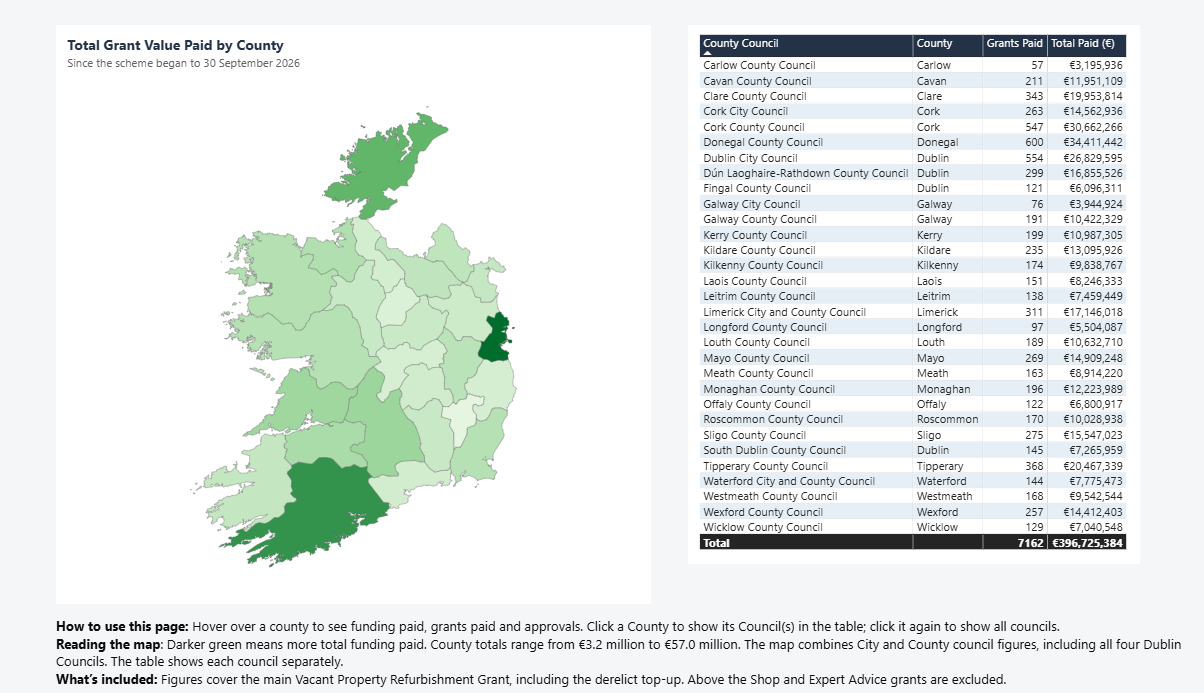 Total Grant Value Paid by County
Since the scheme began to 30 September 2026
County Council County Grants Paid Total Paid (€)
Carlow County Council Carlow 57 €3,195,936
Cavan County Council Cavan 211 €11,951,109
Clare County Council Clare 343 €19,953,814
Cork City Council Cork 263 €14,562,936
Cork County Council Cork 547 €30,662,266
Donegal County Council Donegal 600 €34,411,442
Dublin City Council Dublin 554 €26,829,595
Dún Laoghaire-Rathdown County Council Dublin 299 €16,855,526
Fingal County Council Dublin 121 €6,096,311
Galway City Council Galway 76 €3,944,924
Galway County Council Galway 191 €10,422,329
Kerry County Council Kerry 199 €10,987,305
Kildare County Council Kildare 235 €13,095,926
Kilkenny County Council Kilkenny 174 €9,838,767
Laois County Council Laois 151 €8,246,333
Leitrim County Council Leitrim 138 €7,459,449
Limerick City and County Council Limerick 311 €17,146,018
Longford County Council Longford 97 €5,504,087
Louth County Council Louth 189 €10,632,710
Mayo County Council Mayo 269 €14,909,248
Meath County Council Meath 163 €8,914,220
Monaghan County Council Monaghan 196 €12,223,989
Offaly County Council Offaly 122 €6,800,917
Roscommon County Council Roscommon 170 €10,028,938
Sligo County Council Sligo 275 €15,547,023
South Dublin County Council Dublin 145 €7,265,959
Tipperary County Council Tipperary 368 €20,467,339
Waterford City and County Council Waterford 144 €7,775,473
Westmeath County Council Westmeath 168 €9,542,544
Wexford County Council Wexford 257 €14,412,403
Wicklow County Council Wicklow 129 €7,040,548
Total 7162 €396,725,384
How to use this page: Hover over a county to see funding paid, grants paid and approvals. Click a County to show its Council(s) in the table; click it again to show all councils.
Reading the map: Darker green means more total funding paid. County totals range from €3.2 million to €57.0 million. The map combines City and County council figures, including all four Dublin
Councils. The table shows each council separately.
What's included: Figures cover the main Vacant Property Refurbishment Grant, including the derelict top-up. Above the Shop and Expert Advice grants are excluded.